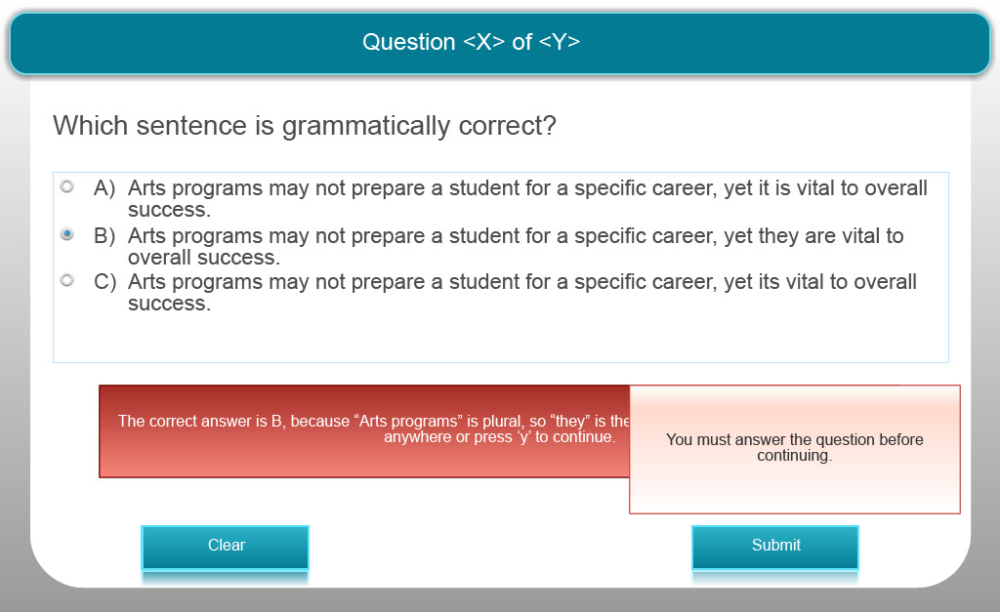 Question <X> of <Y>
Which sentence is grammatically correct?
A) Arts programs may not prepare a student for a specific career, yet it is vital to overall
success.
B) Arts programs may not prepare a student for a specific career, yet they are vital to
overall success.
C) Arts programs may not prepare a student for a specific career, yet its vital to overall
success.
The correct answer is B, because “Arts programs” is plural, so “they” is the
anywhere or press ‘y’ to continue.
You must answer the question before
continuing.
Clear
Submit